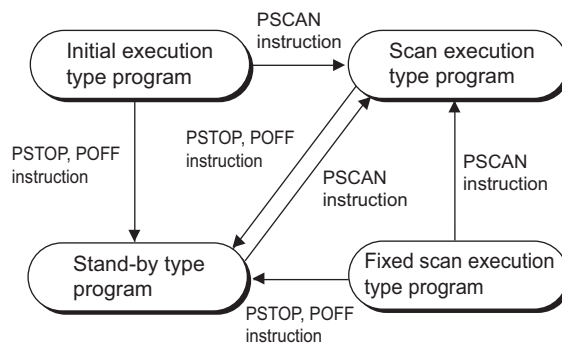 Initial execution
type program
PSCAN
instruction
Scan execution
type program
PSTOP, POFF
instruction
PSTOP, POFF
instruction
PSCAN
instruction
PSCAN
instruction
Stand-by type
program
Fixed scan execution
type program
PSTOP, POFF
instruction